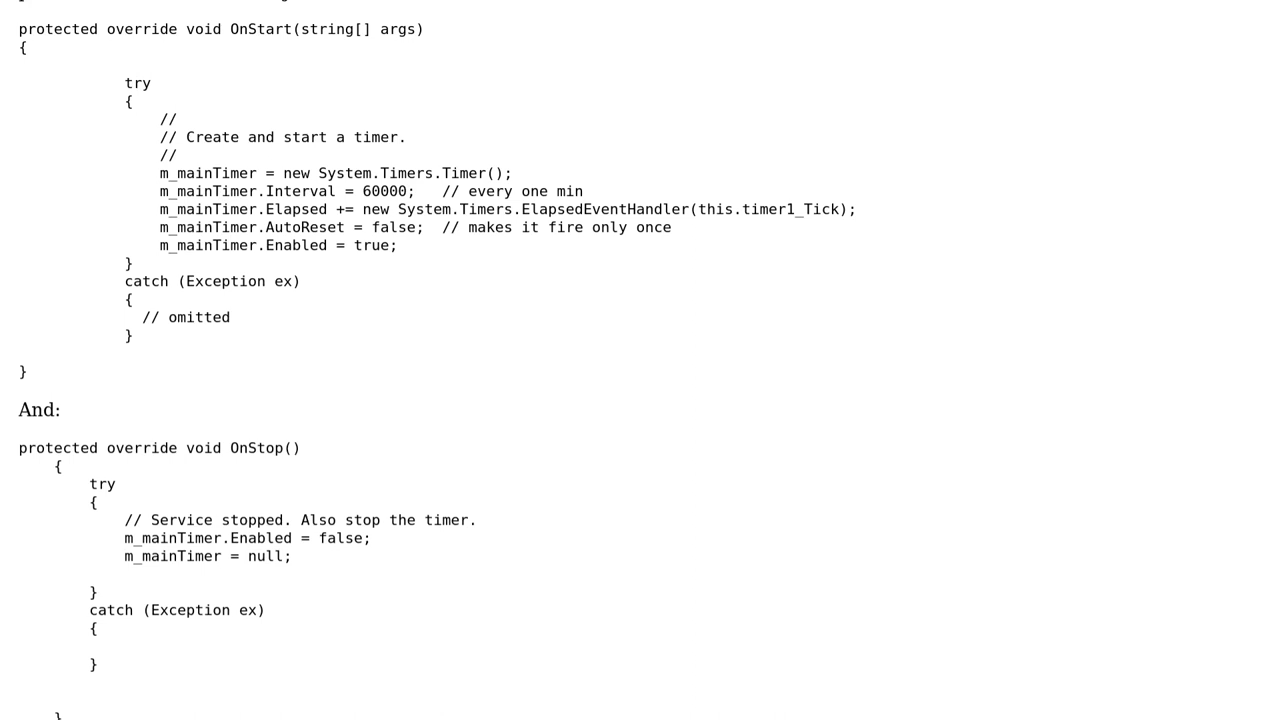 protected override void OnStart(string[] args)
{
try
{
//
// Create and start a timer.
//
m_mainTimer = new System.Timers.Timer();
m_mainTimer.Interval = 60000;   // every one min
m_mainTimer.Elapsed += new System.Timers.ElapsedEventHandler(this.timer1_Tick);
m_mainTimer.AutoReset = false;  // makes it fire only once
m_mainTimer.Enabled = true;
}
catch (Exception ex)
{
// omitted
}
}
And:
protected override void OnStop()
{
try
{
// Service stopped. Also stop the timer.
m_mainTimer.Enabled = false;
m_mainTimer = null;
}
catch (Exception ex)
{
}
}